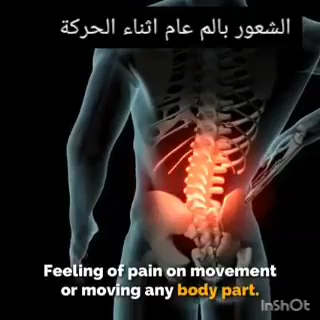 الشعور بالم عام اثناء الحركة
Feeling of pain on movement
or moving any body part.
InShOt